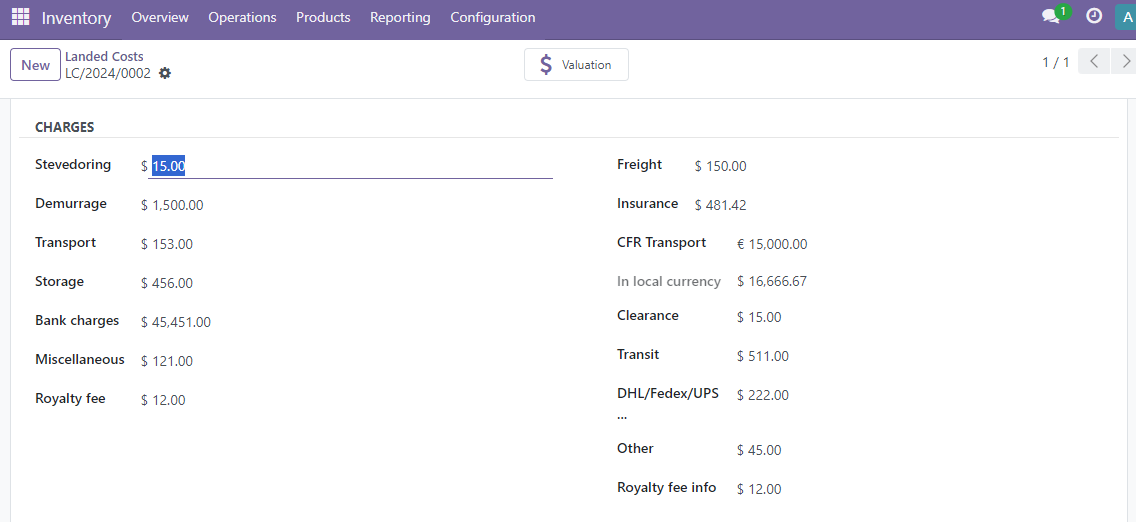 Inventory Overview Operations Products Reporting Configuration 1 A
New Landed Costs
LC/2024/0002
$ Valuation
1 / 1
CHARGES
Stevedoring $ 15.00
Demurrage $ 1,500.00
Transport $ 153.00
Storage $ 456.00
Bank charges $ 45,451.00
Miscellaneous $ 121.00
Royalty fee $ 12.00
Freight $ 150.00
Insurance $ 481.42
CFR Transport € 15,000.00
In local currency $ 16,666.67
Clearance $ 15.00
Transit $ 511.00
DHL/Fedex/UPS $ 222.00
...
Other $ 45.00
Royalty fee info $ 12.00